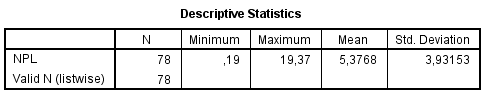 Descriptive Statistics
N Minimum Maximum Mean Std. Deviation
NPL 78 ,19 19,37 5,3768 3,93153
Valid N (listwise) 78